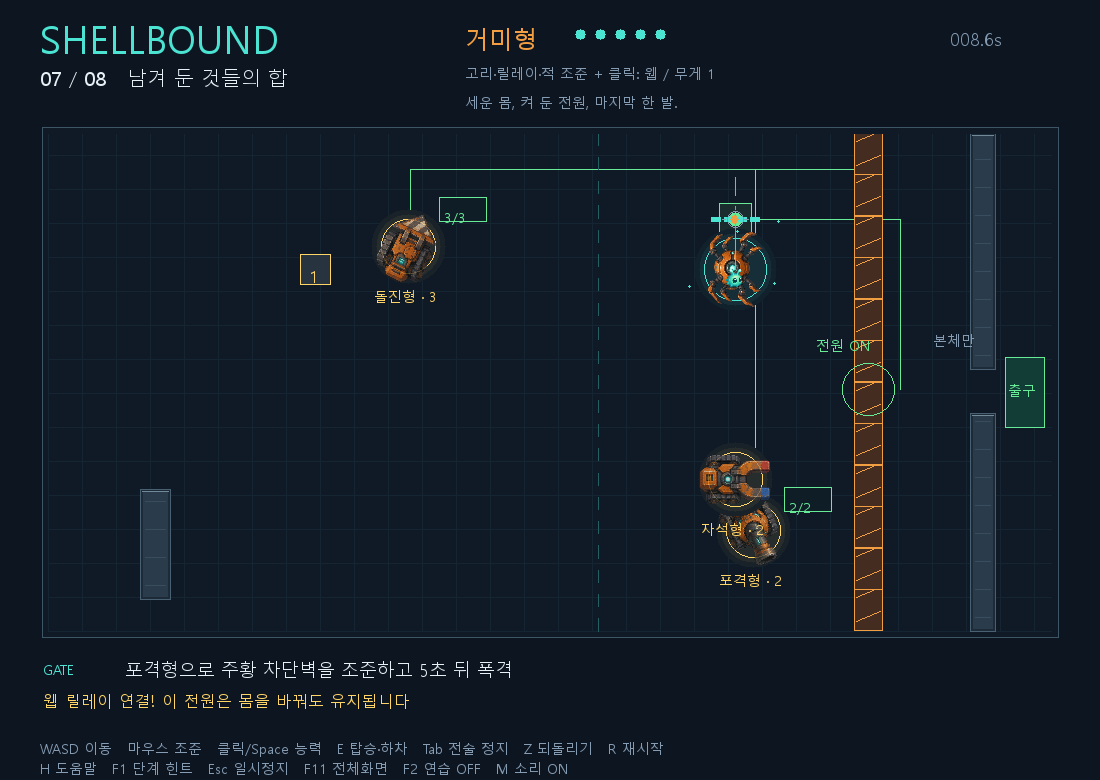 SHELLBOUND
거미형
008.6s
07 / 08 남겨 둔 것들의 합
고리·릴레이·적 조준 + 클릭: 웹 / 무게 1
세운 몸, 켜 둔 전원, 마지막 한 발.
3/3
1
돌진형 · 3
전원 ON
본체만
출구
2/2
자석형 · 2
포격형 · 2
GATE 포격형으로 주황 차단벽을 조준하고 5초 뒤 폭격
웹 릴레이 연결! 이 전원은 몸을 바꿔도 유지됩니다
WASD 이동 마우스 조준 클릭/Space 능력 E 탑승·하차 Tab 전술 정지 Z 되돌리기 R 재시작
H 도움말 F1 단계 힌트 Esc 일시정지 F11 전체화면 F2 연습 OFF M 소리 ON